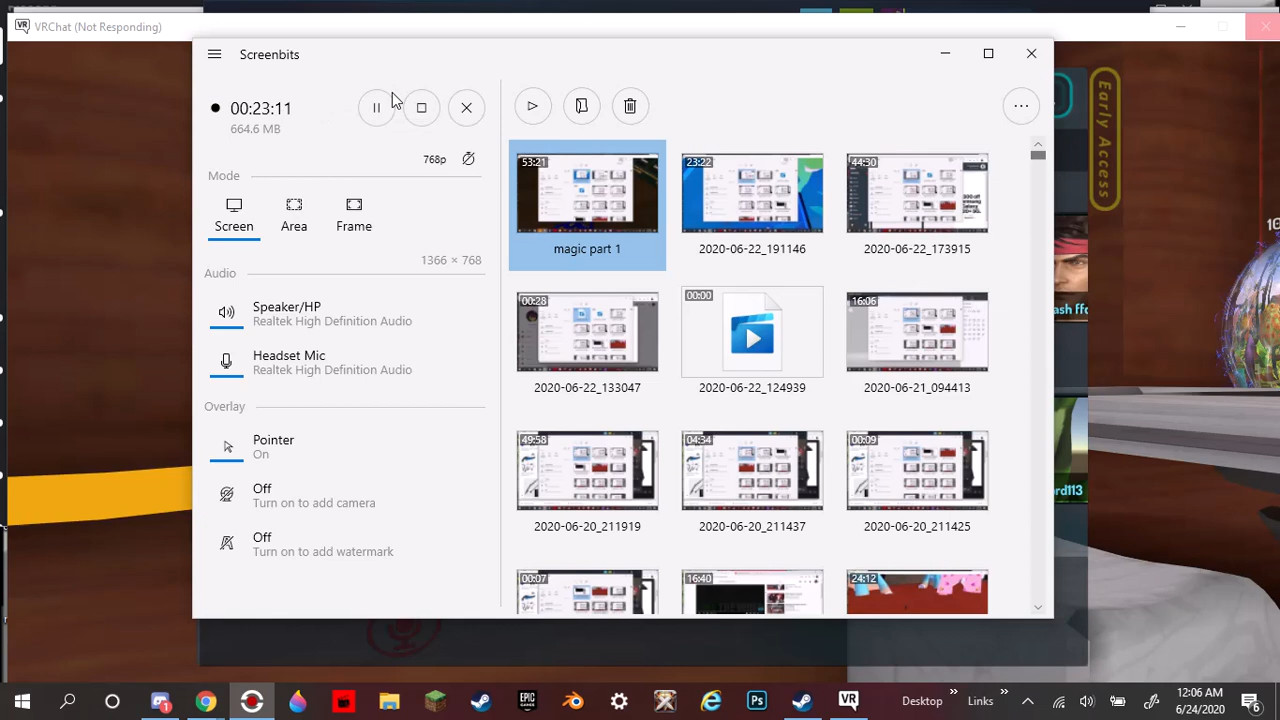 VRChat (Not Responding)
Screenbits
00:23:11
664.6 MB
768p
Mode
Screen
Area
Frame
1366 × 768
Audio
Speaker/HP
Realtek High Definition Audio
Headset Mic
Realtek High Definition Audio
Overlay
Pointer
On
Off
Turn on to add camera
Off
Turn on to add watermark
53:21
23:22
44:30
magic part 1
2020-06-22_191146
2020-06-22_173915
00:28
00:00
16:06
2020-06-22_133047
2020-06-22_124939
2020-06-21_094413
49:58
04:34
00:09
2020-06-20_211919
2020-06-20_211437
2020-06-20_211425
00:07
16:40
24:12
Early Access
ash ffo
rd113
Desktop
Links
12:06 AM
6/24/2020
6